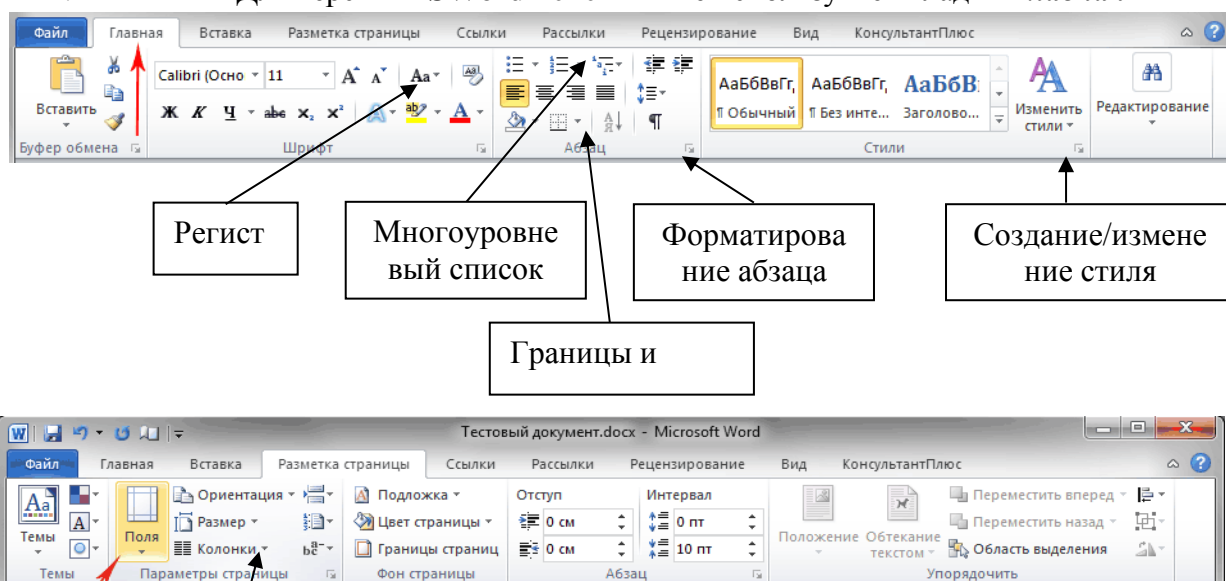 Файл Главная Вставка Разметка страницы Ссылки Рассылки Рецензирование Вид КонсультантПлюс
Calibri (Осно 11 А А Аа
Вставить
Ж К Ч abc x₂ x² А ab А
АаБбВвГг, АаБбВвГг, АаБбВ
¶ Обычный ¶ Без инте... Заголово...
Изменить стили
Редактирование
Буфер обмена Шрифт Абзац Стили
Регист
Многоуровне
вый список
Форматирова
ние абзаца
Создание/измене
ние стиля
Границы и
Тестовый документ.docx - Microsoft Word
Файл Главная Вставка Разметка страницы Ссылки Рассылки Рецензирование Вид КонсультантПлюс
Темы
Поля
Ориентация
Размер
Колонки
Подложка
Цвет страницы
Границы страниц
Отступ Интервал
0 см 0 пт
0 см 10 пт
Положение
Обтекание текстом
Переместить вперед
Переместить назад
Область выделения
Темы Параметры страницы Фон страницы Абзац Упорядочить